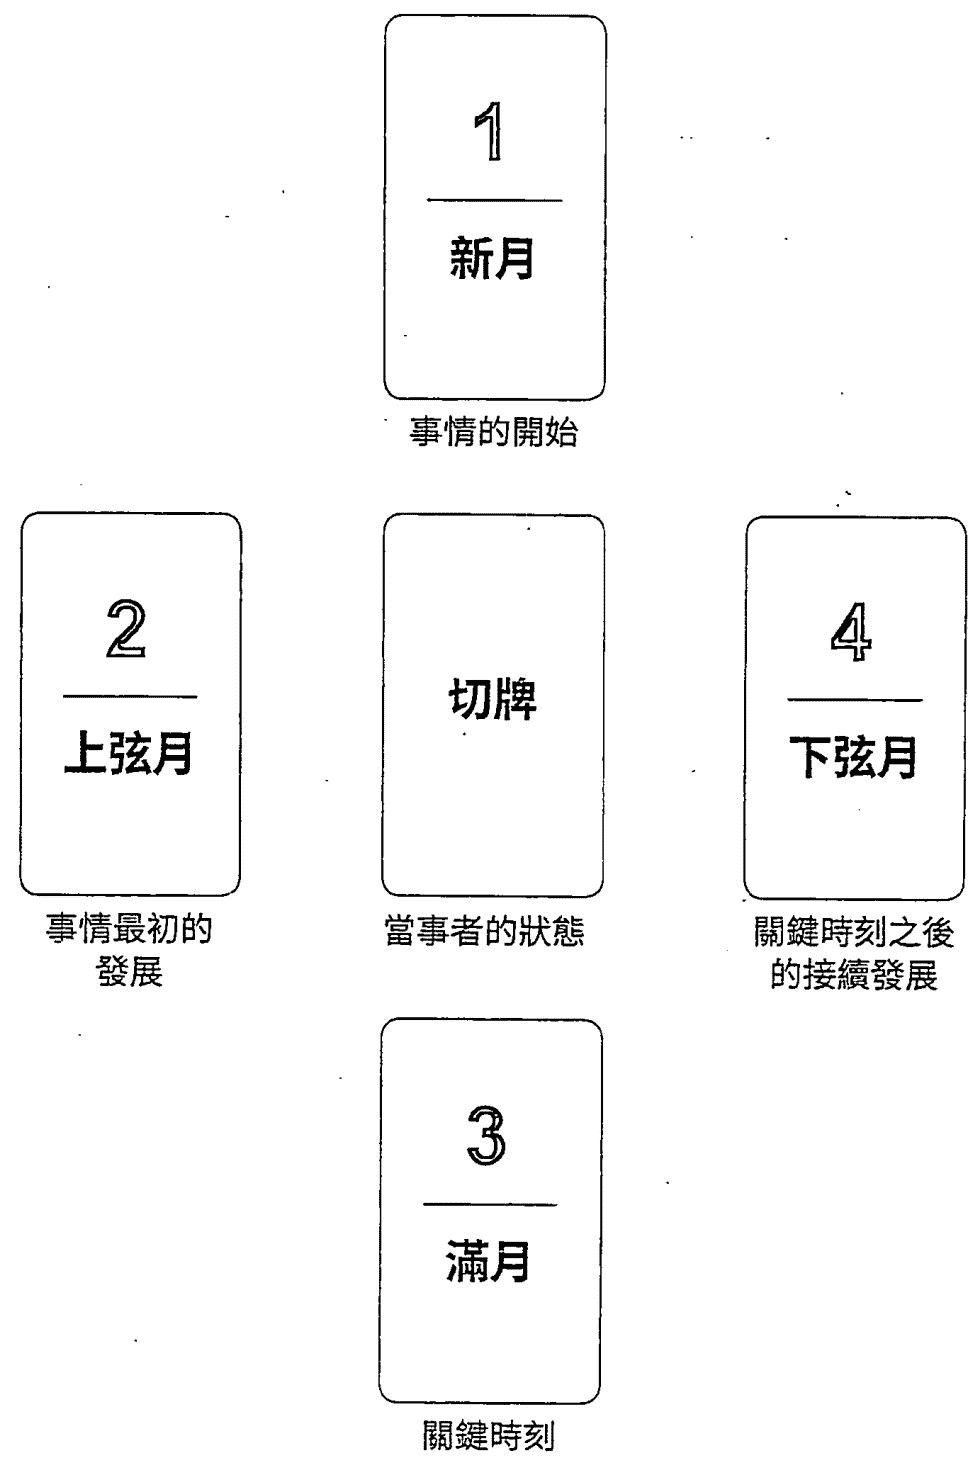 1
新月
事情的開始
2
上弦月
事情最初的
發展
切牌
當事者的狀態
4
下弦月
關鍵時刻之後
的接續發展
3
滿月
關鍵時刻